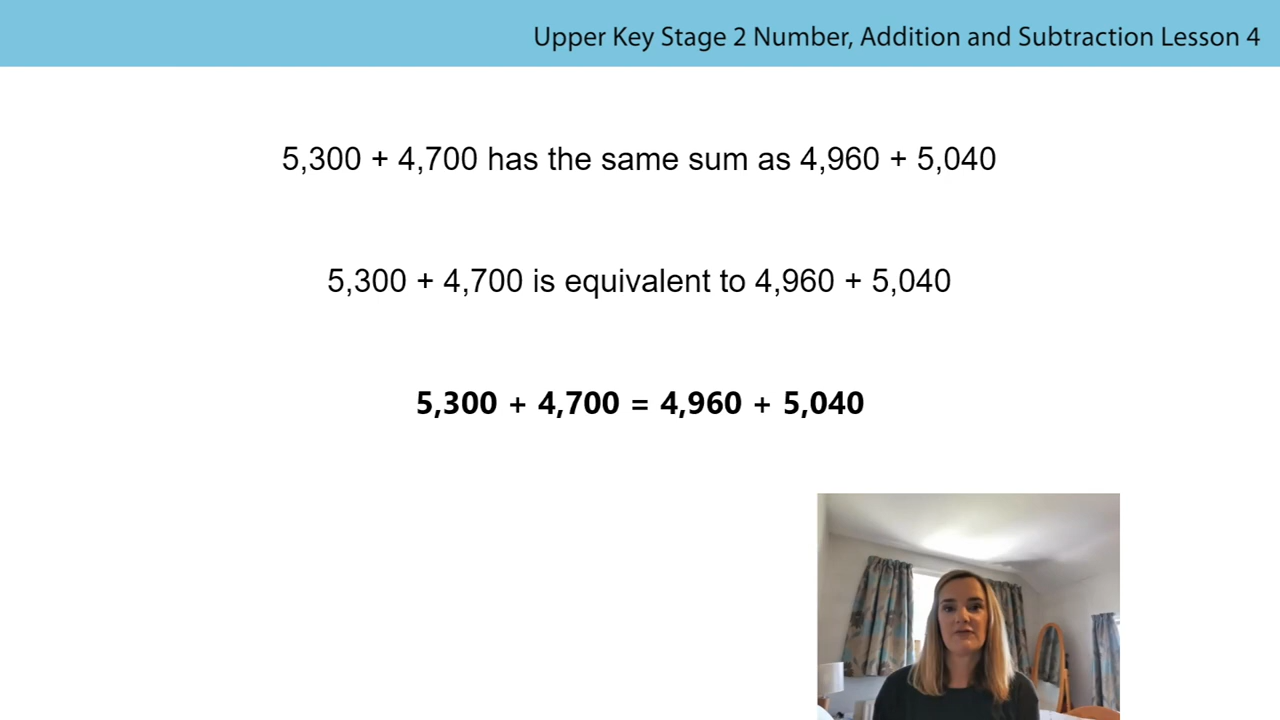 Upper Key Stage 2 Number, Addition and Subtraction Lesson 4
5,300 + 4,700 has the same sum as 4,960 + 5,040
5,300 + 4,700 is equivalent to 4,960 + 5,040
5,300 + 4,700 = 4,960 + 5,040